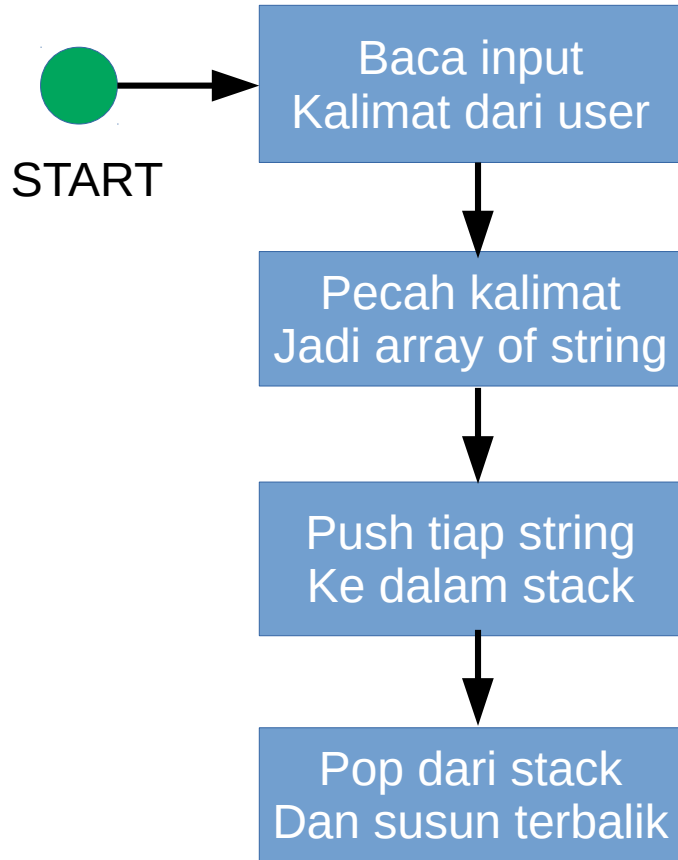 START
Baca input
Kalimat dari user
Pecah kalimat
Jadi array of string
Push tiap string
Ke dalam stack
Pop dari stack
Dan susun terbalik